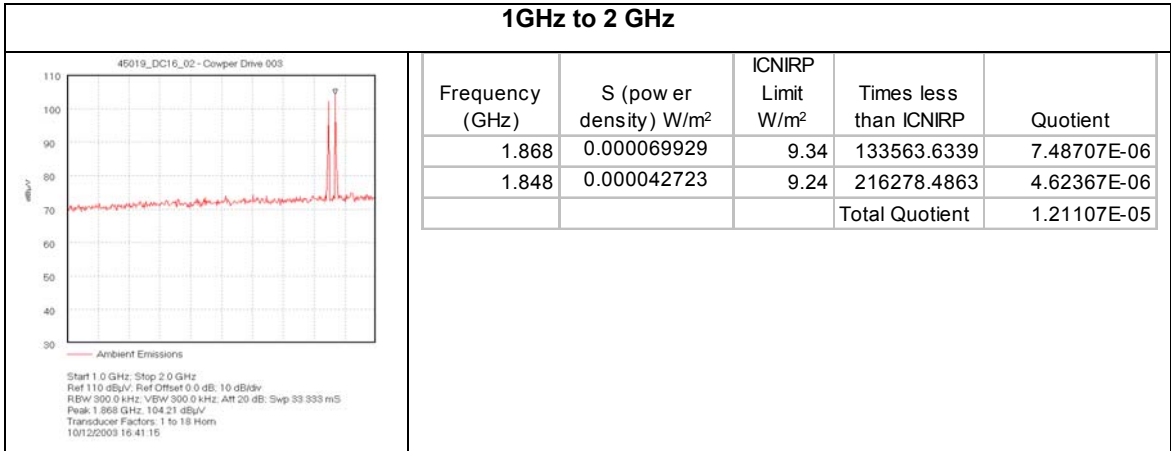 1GHz to 2 GHz
45019_DC16_02 - Cowper Drive 003
110
100
90
80
70
60
50
40
30
dBµV
Ambient Emissions
Start 1.0 GHz; Stop 2.0 GHz
Ref 110 dBµV; Ref Offset 0.0 dB; 10 dB/div
RBW 300.0 kHz; VBW 300.0 kHz; Att 20 dB; Swp 33.333 mS
Peak 1.868 GHz, 104.21 dBµV
Transducer Factors: 1 to 18 Horn
10/12/2003 16:41:15
Frequency (GHz) S (pow er density) W/m² ICNIRP Limit W/m² Times less than ICNIRP Quotient
1.868 0.000069929 9.34 133563.6339 7.48707E-06
1.848 0.000042723 9.24 216278.4863 4.62367E-06
Total Quotient 1.21107E-05